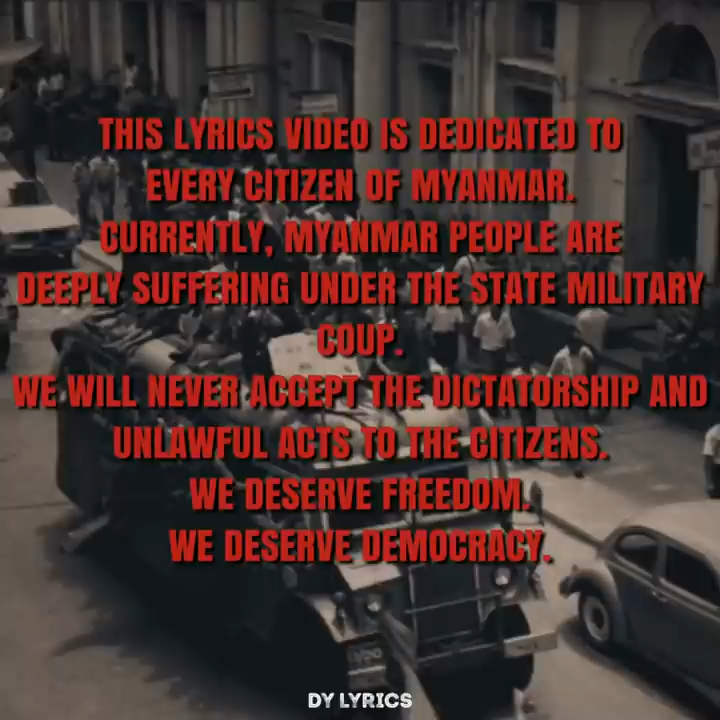 THIS LYRICS VIDEO IS DEDICATED TO
EVERY CITIZEN OF MYANMAR.
CURRENTLY, MYANMAR PEOPLE ARE
DEEPLY SUFFERING UNDER THE STATE MILITARY
COUP.
WE WILL NEVER ACCEPT THE DICTATORSHIP AND
UNLAWFUL ACTS TO THE CITIZENS.
WE DESERVE FREEDOM.
WE DESERVE DEMOCRACY.
DY LYRICS